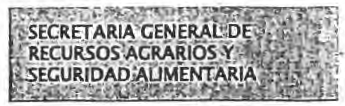 SECRETARIA GENERAL DE
RECURSOS AGRARIOS Y
SEGURIDAD ALIMENTARIA